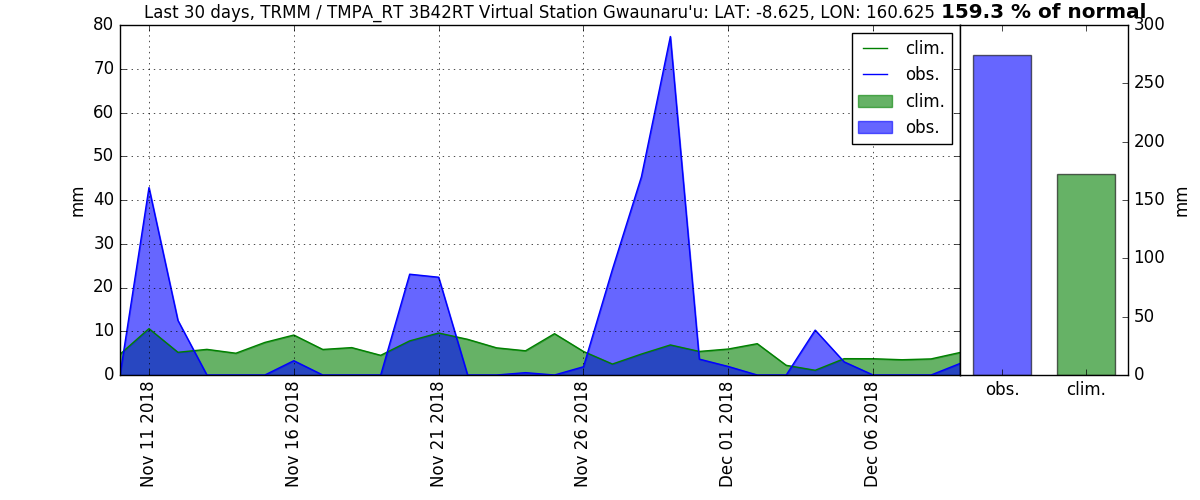 Last 30 days, TRMM / TMPA_RT 3B42RT Virtual Station Gwaunaru'u: LAT: -8.625, LON: 160.625 159.3 % of normal
80
70
60
50
40
30
20
10
0
mm
clim.
obs.
clim.
obs.
Nov 11 2018
Nov 16 2018
Nov 21 2018
Nov 26 2018
Dec 01 2018
Dec 06 2018
300
250
200
150
100
50
0
mm
obs. clim.